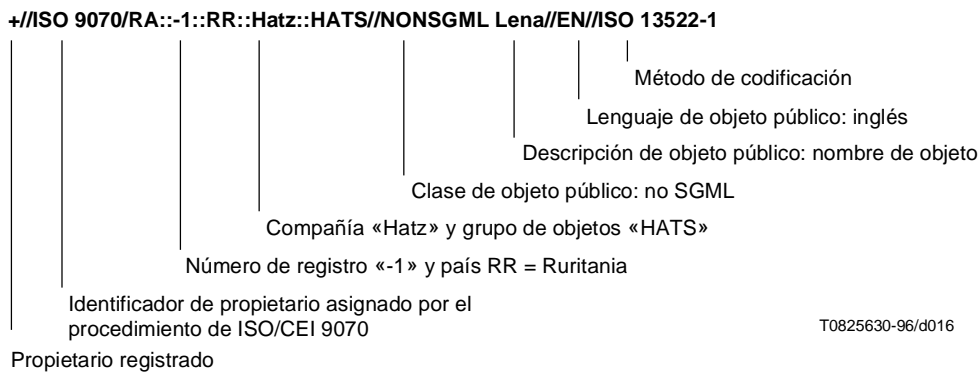 +//ISO 9070/RA::-1::RR::Hatz::HATS//NONSGML Lena//EN//ISO 13522-1
Método de codificación
Lenguaje de objeto público: inglés
Descripción de objeto público: nombre de objeto
Clase de objeto público: no SGML
Compañía «Hatz» y grupo de objetos «HATS»
Número de registro «-1» y país RR = Ruritania
Identificador de propietario asignado por el
procedimiento de ISO/CEI 9070
T0825630-96/d016
Propietario registrado